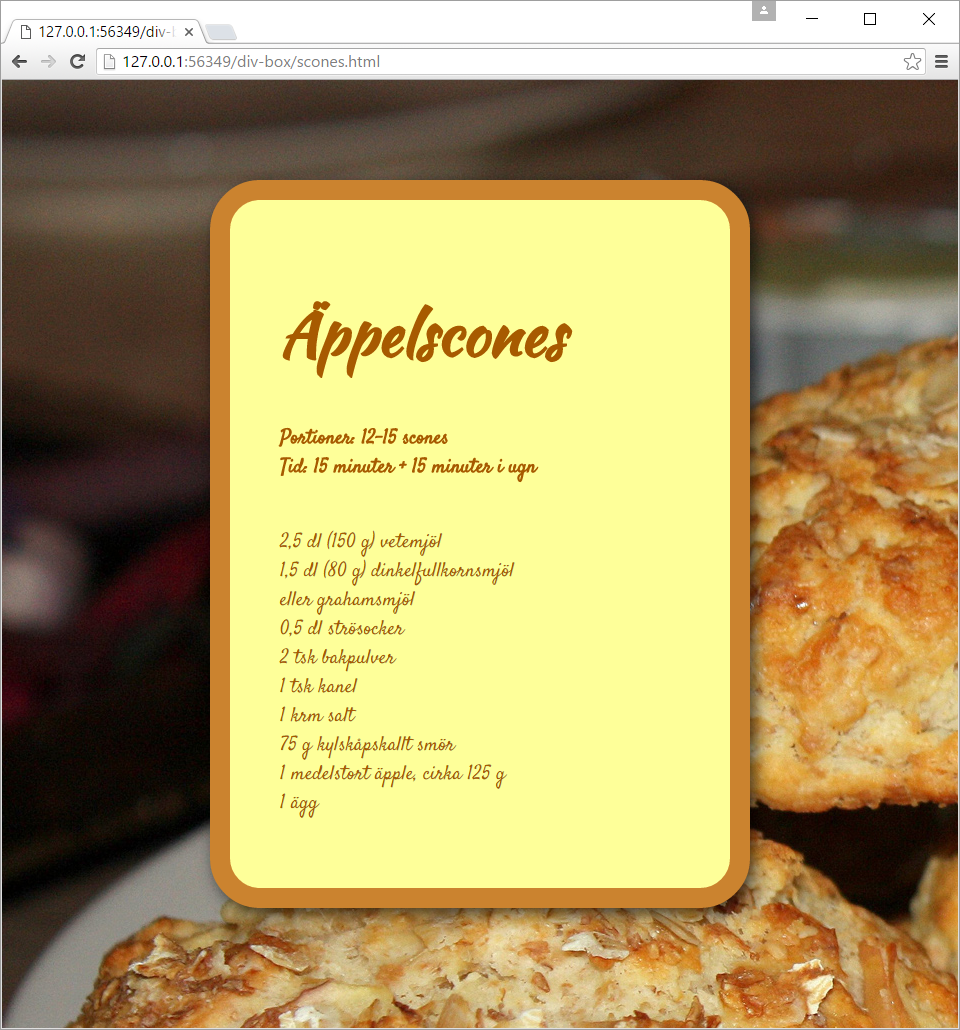 127.0.0.1:56349/div-b
127.0.0.1:56349/div-box/scones.html
Äppelscones
Portioner: 12-15 scones
Tid: 15 minuter + 15 minuter i ugn
2,5 dl (150 g) vetemjöl
1,5 dl (80 g) dinkelfullkornsmjöl
eller grahamsmjöl
0,5 dl strösocker
2 tsk bakpulver
1 tsk kanel
1 krm salt
75 g kylskåpskallt smör
1 medelstort äpple, cirka 125 g
1 ägg